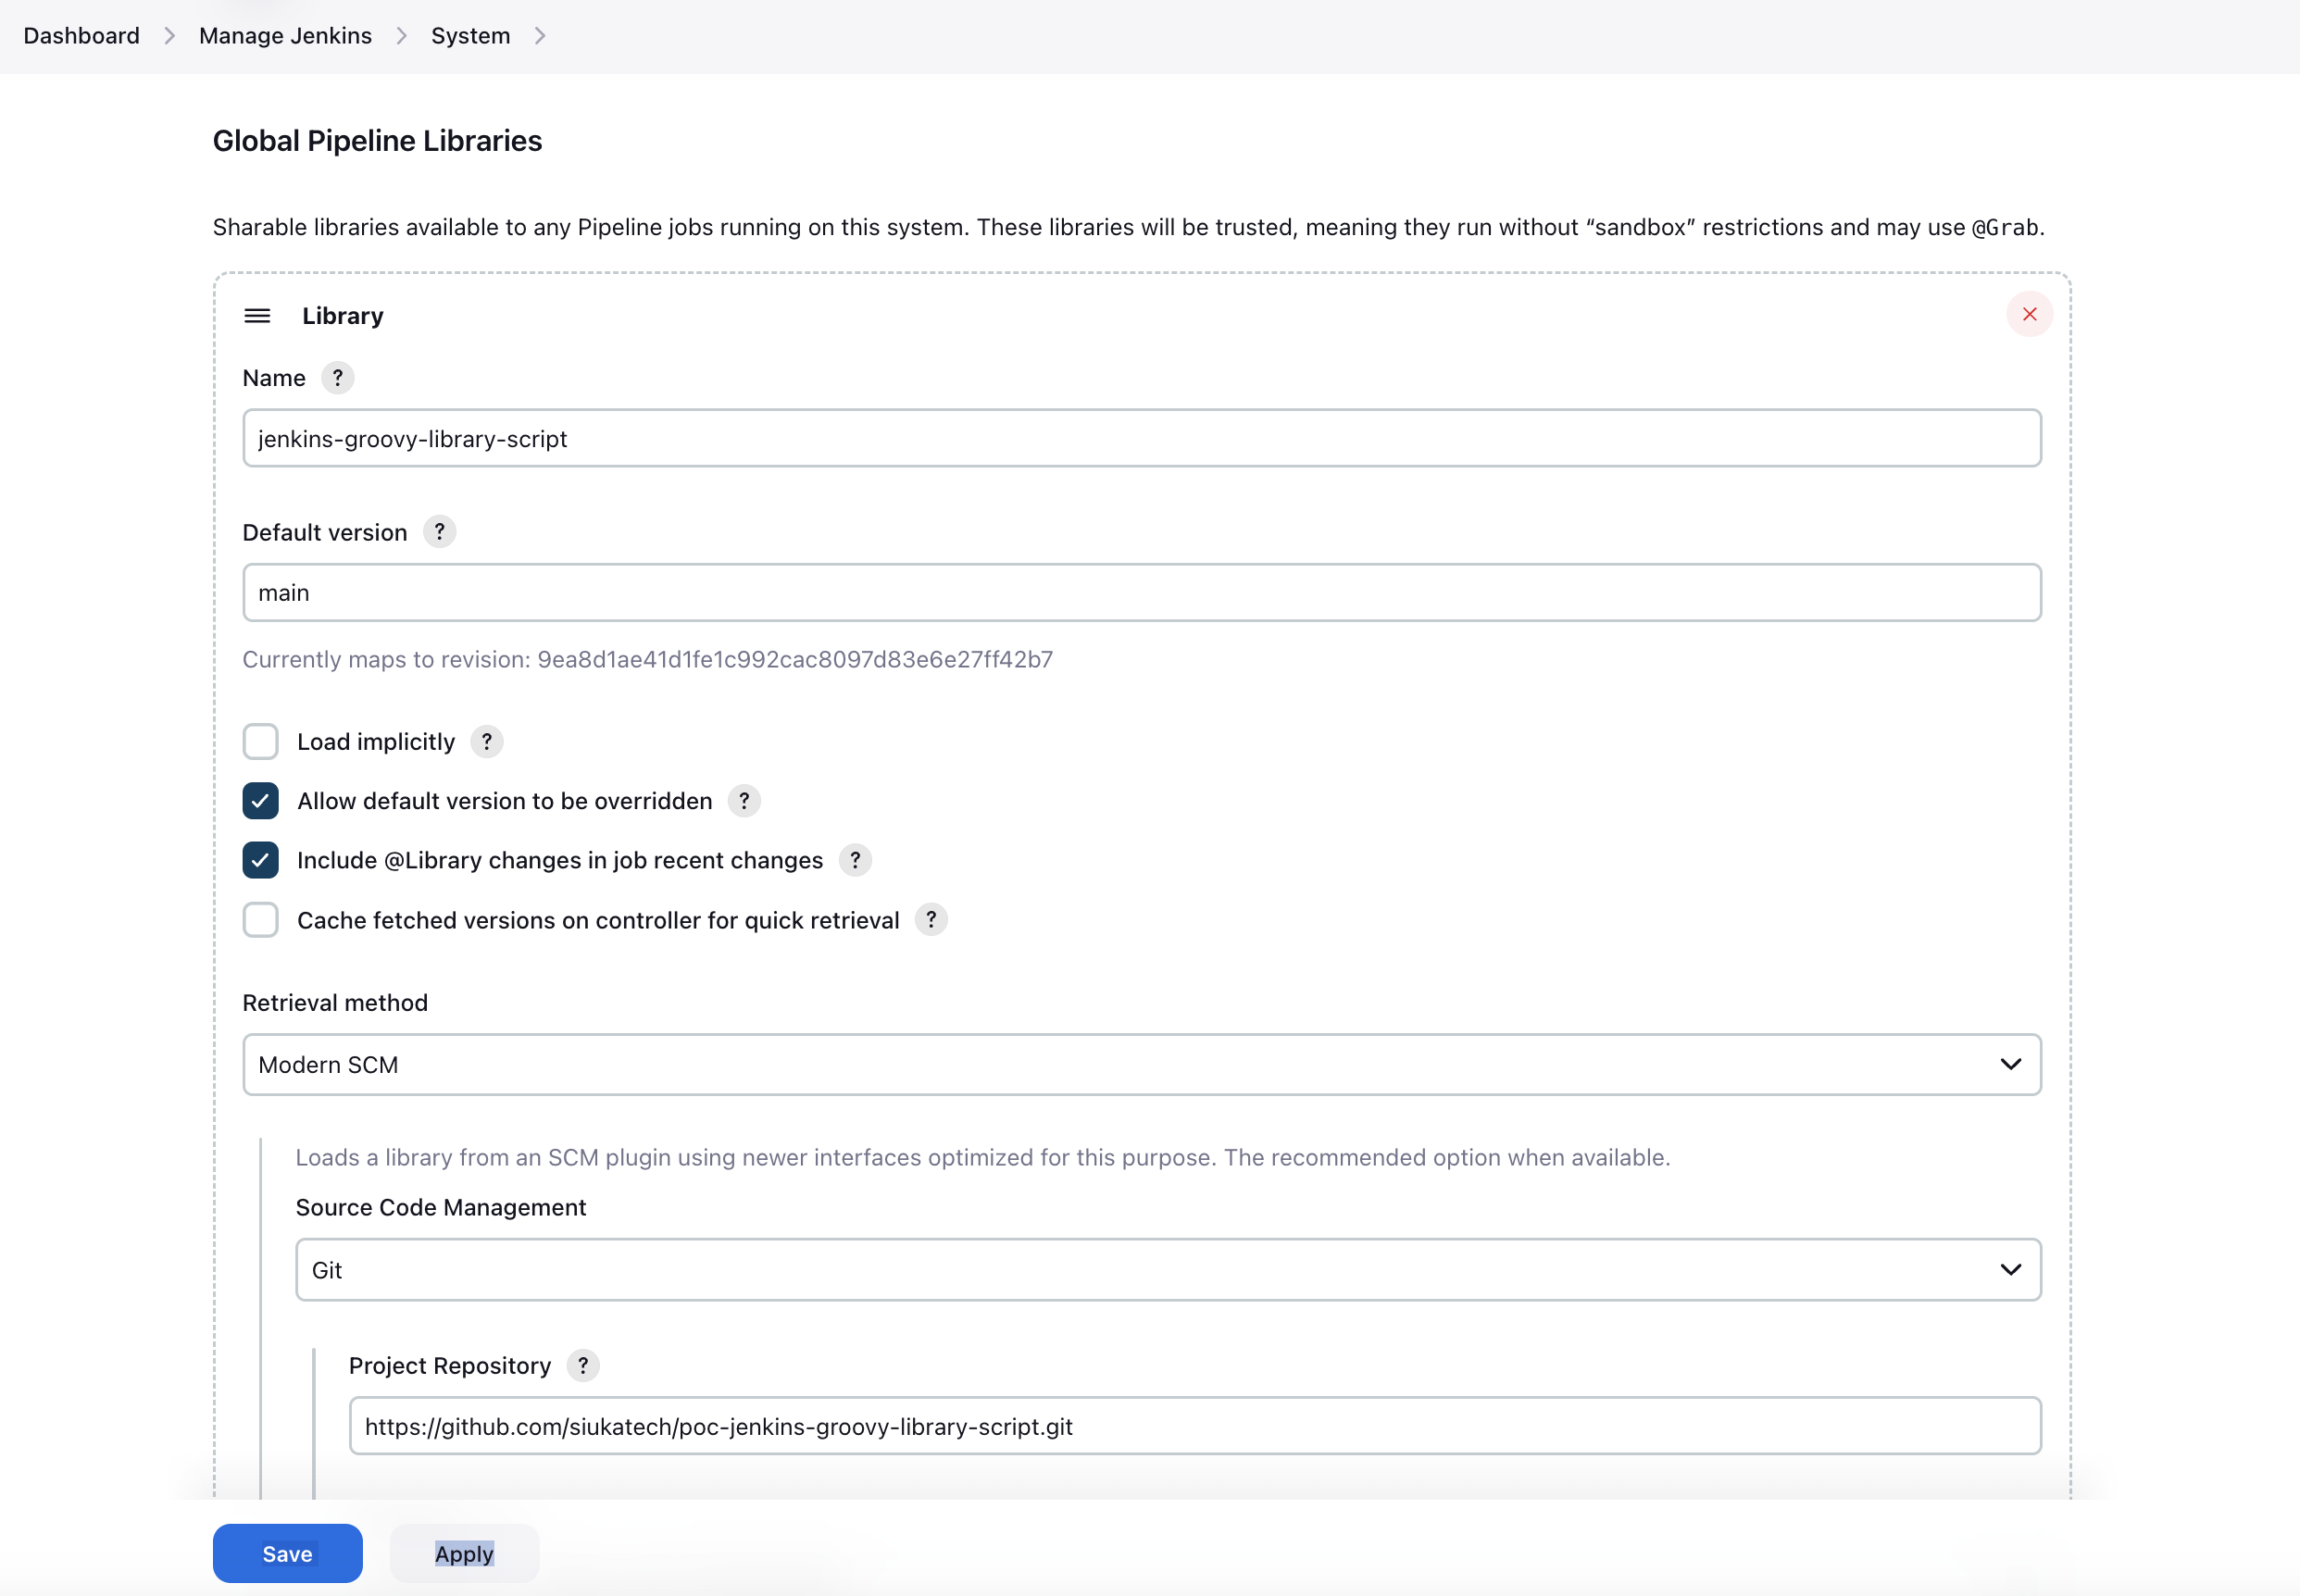 Dashboard > Manage Jenkins > System >
Global Pipeline Libraries
Sharable libraries available to any Pipeline jobs running on this system. These libraries will be trusted, meaning they run without “sandbox” restrictions and may use @Grab.
Library
Name ?
jenkins-groovy-library-script
Default version ?
main
Currently maps to revision: 9ea8d1ae41d1fe1c992cac8097d83e6e27ff42b7
Load implicitly ?
Allow default version to be overridden ?
Include @Library changes in job recent changes ?
Cache fetched versions on controller for quick retrieval ?
Retrieval method
Modern SCM
Loads a library from an SCM plugin using newer interfaces optimized for this purpose. The recommended option when available.
Source Code Management
Git
Project Repository ?
https://github.com/siukatech/poc-jenkins-groovy-library-script.git
Save Apply